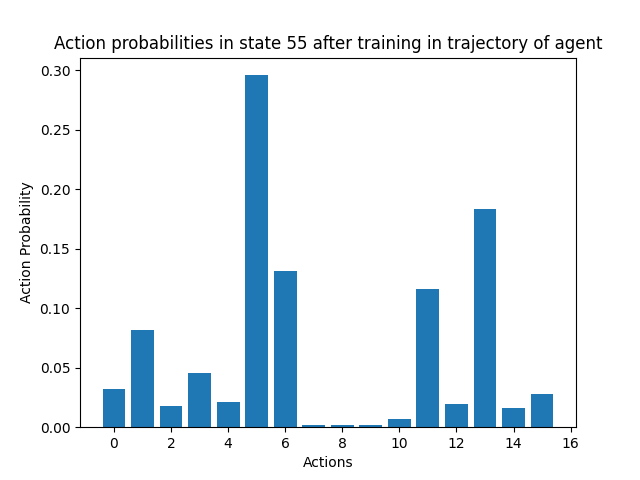 Action probabilities in state 55 after training in trajectory of agent
0.30
0.25
0.20
0.15
0.10
0.05
0.00
Action Probability
0 2 4 6 8 10 12 14 16
Actions